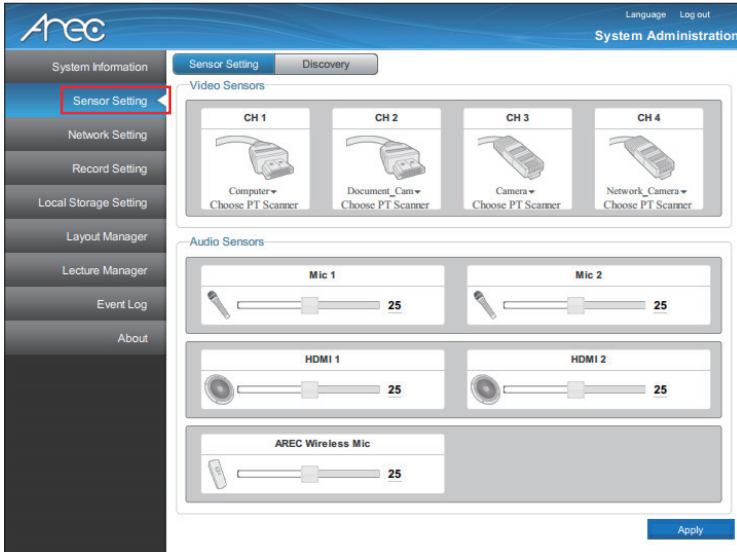 Arec
Language Log out
System Administration
System Information
Sensor Setting
Network Setting
Record Setting
Local Storage Setting
Layout Manager
Lecture Manager
Event Log
About
Sensor Setting Discovery
Video Sensors
CH 1 CH 2 CH 3 CH 4
Computer Document_Cam Camera Network_Camera
Choose PT Scanner Choose PT Scanner Choose PT Scanner Choose PT Scanner
Audio Sensors
Mic 1 Mic 2
25 25
HDMI 1 HDMI 2
25 25
AREC Wireless Mic
25
Apply